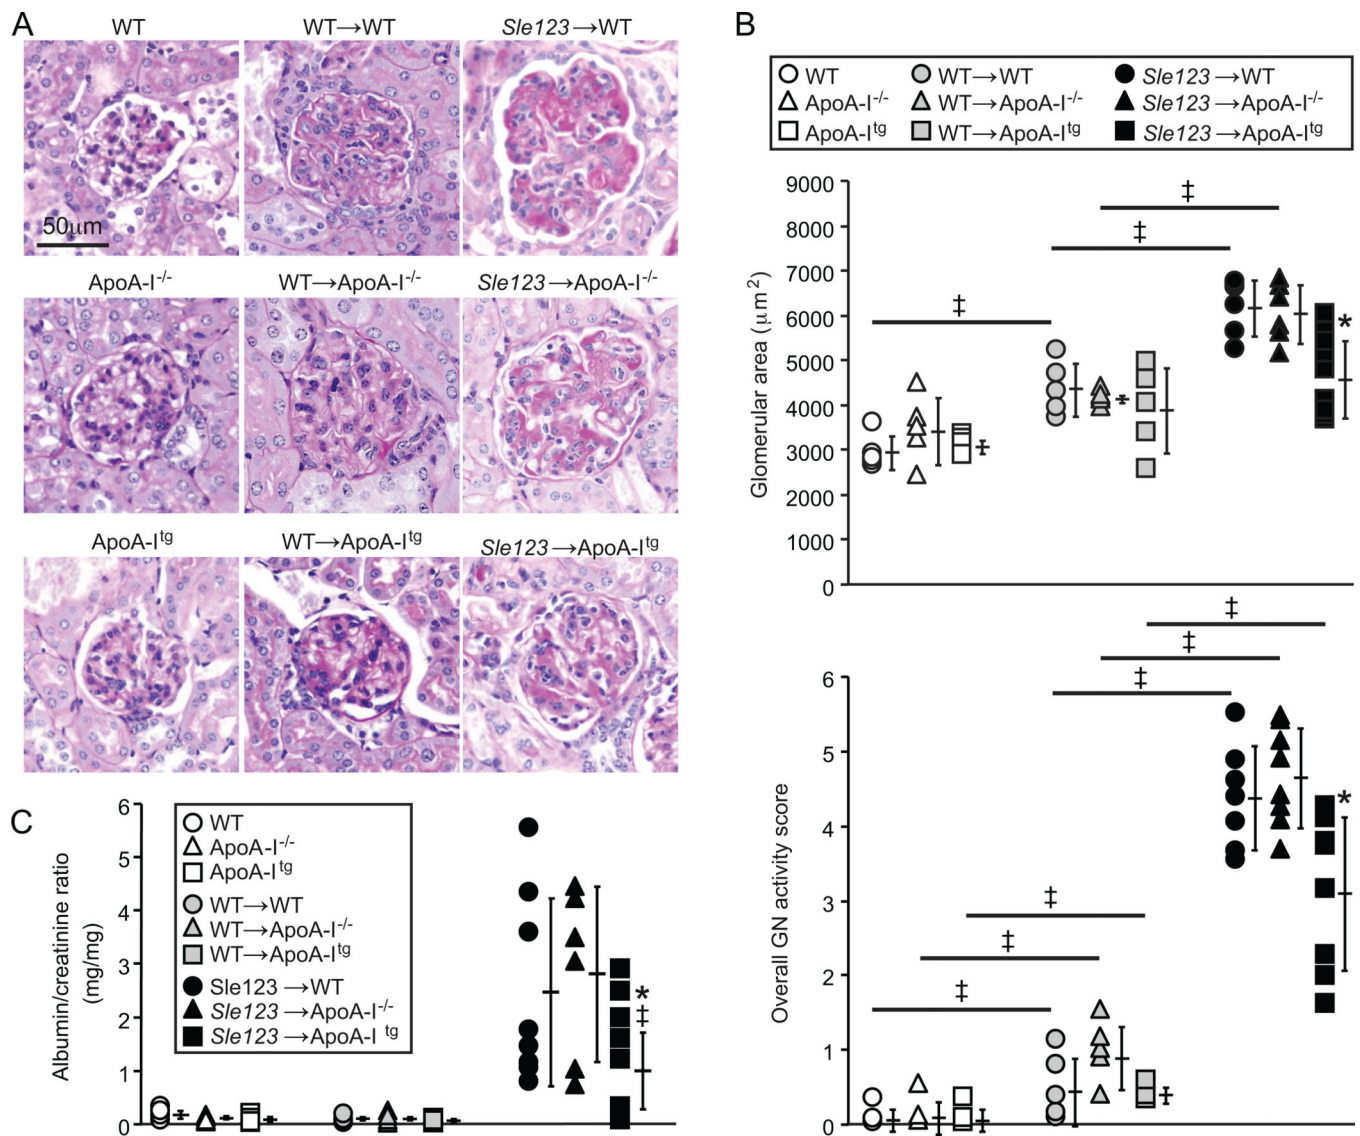 A
WT
WT→WT
Sle123→WT
50μm
ApoA-I-/-
WT→ApoA-I-/-
Sle123→ApoA-I-/-
ApoA-Itg
WT→ApoA-Itg
Sle123→ApoA-Itg
B
WT
WT→WT
Sle123→WT
ApoA-I-/-
WT→ApoA-I-/-
Sle123→ApoA-I-/-
ApoA-Itg
WT→ApoA-Itg
Sle123→ApoA-Itg
Glomerular area (μm2)
9000
8000
7000
6000
5000
4000
3000
2000
1000
0
‡
‡
‡
*
Overall GN activity score
6
5
4
3
2
1
0
‡
‡
‡
‡
‡
‡
*
C
Albumin/creatinine ratio
(mg/mg)
6
5
4
3
2
1
0
WT
ApoA-I-/-
ApoA-Itg
WT→WT
WT→ApoA-I-/-
WT→ApoA-Itg
Sle123→WT
Sle123→ApoA-I-/-
Sle123→ApoA-I tg
*
‡